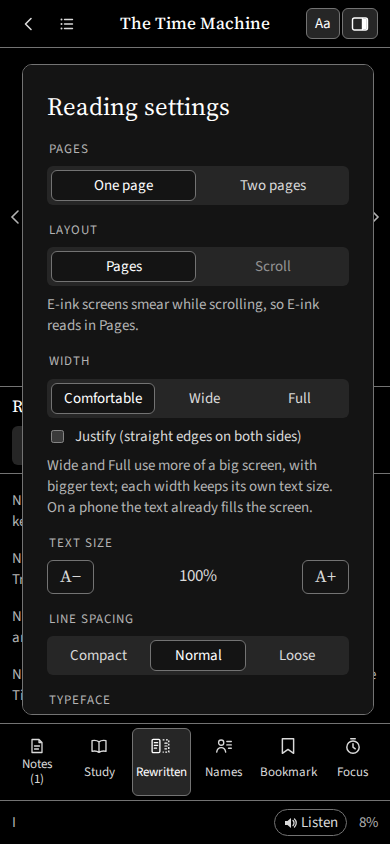 The Time Machine
Aa
Reading settings
PAGES
One page
Two pages
LAYOUT
Pages
Scroll
E-ink screens smear while scrolling, so E-ink
reads in Pages.
WIDTH
Comfortable
Wide
Full
Justify (straight edges on both sides)
Wide and Full use more of a big screen, with
bigger text; each width keeps its own text size.
On a phone the text already fills the screen.
TEXT SIZE
A−
100%
A+
LINE SPACING
Compact
Normal
Loose
TYPEFACE
Notes
(1)
Study
Rewritten
Names
Bookmark
Focus
I
Listen
8%